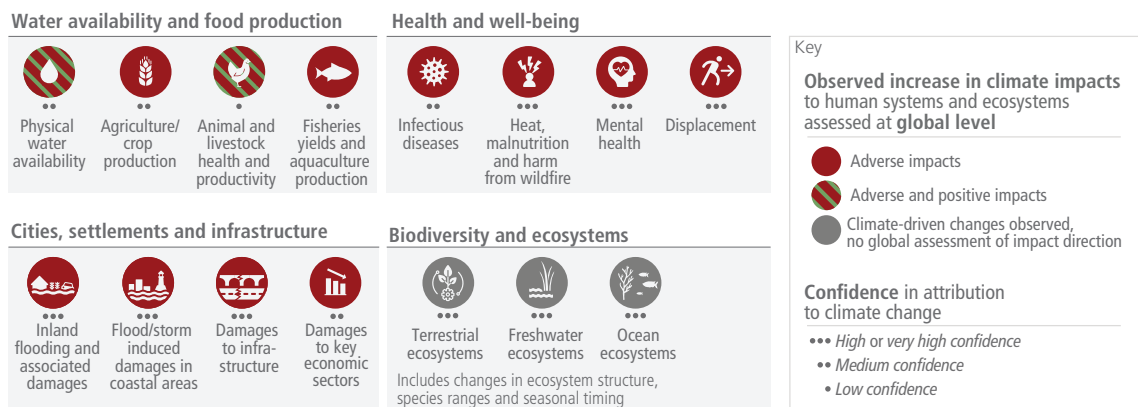 Water availability and food production
Physical
water
availability
Agriculture/
crop
production
Animal and
livestock
health and
productivity
Fisheries
yields and
aquaculture
production
Health and well-being
Infectious
diseases
Heat,
malnutrition
and harm
from wildfire
Mental
health
Displacement
Cities, settlements and infrastructure
Inland
flooding and
associated
damages
Flood/storm
induced
damages in
coastal areas
Damages
to infra-
structure
Damages
to key
economic
sectors
Biodiversity and ecosystems
Terrestrial
ecosystems
Freshwater
ecosystems
Ocean
ecosystems
Includes changes in ecosystem structure,
species ranges and seasonal timing
Key
Observed increase in climate impacts
to human systems and ecosystems
assessed at global level
Adverse impacts
Adverse and positive impacts
Climate-driven changes observed,
no global assessment of impact direction
Confidence in attribution
to climate change
••• High or very high confidence
•• Medium confidence
• Low confidence